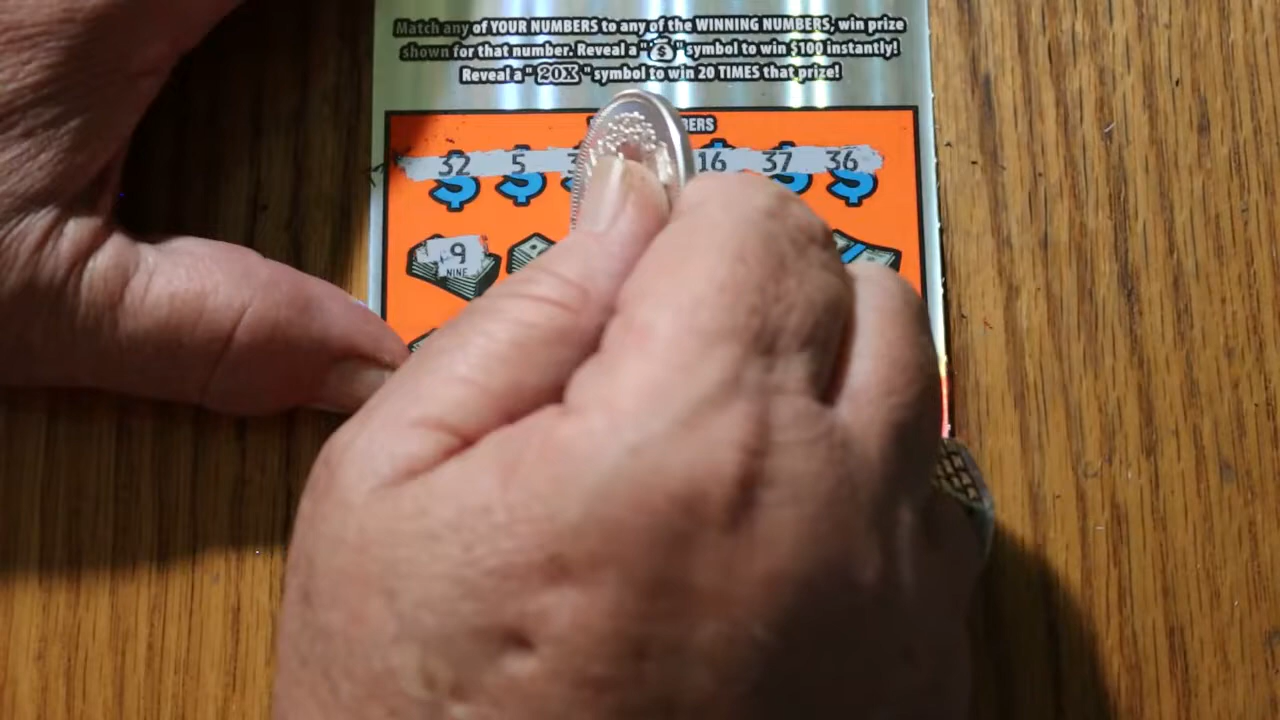 Match any of YOUR NUMBERS to any of the WINNING NUMBERS, win prize
shown for that number. Reveal a " $ " symbol to win $100 instantly!
Reveal a " 20X " symbol to win 20 TIMES that prize!
32 5 16 37 36
9
NINE